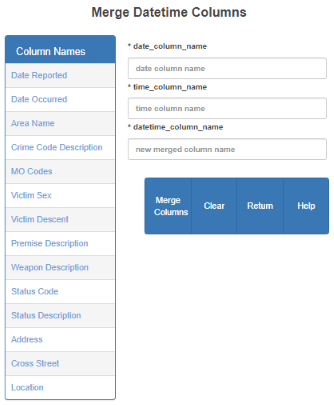 Merge Datetime Columns
Column Names
Date Reported
Date Occurred
Area Name
Crime Code Description
MO Codes
Victim Sex
Victim Descent
Premise Description
Weapon Description
Status Code
Status Description
Address
Cross Street
Location
* date_column_name
date column name
* time_column_name
time column name
* datetime_column_name
new merged column name
Merge
Columns
Clear
Return
Help